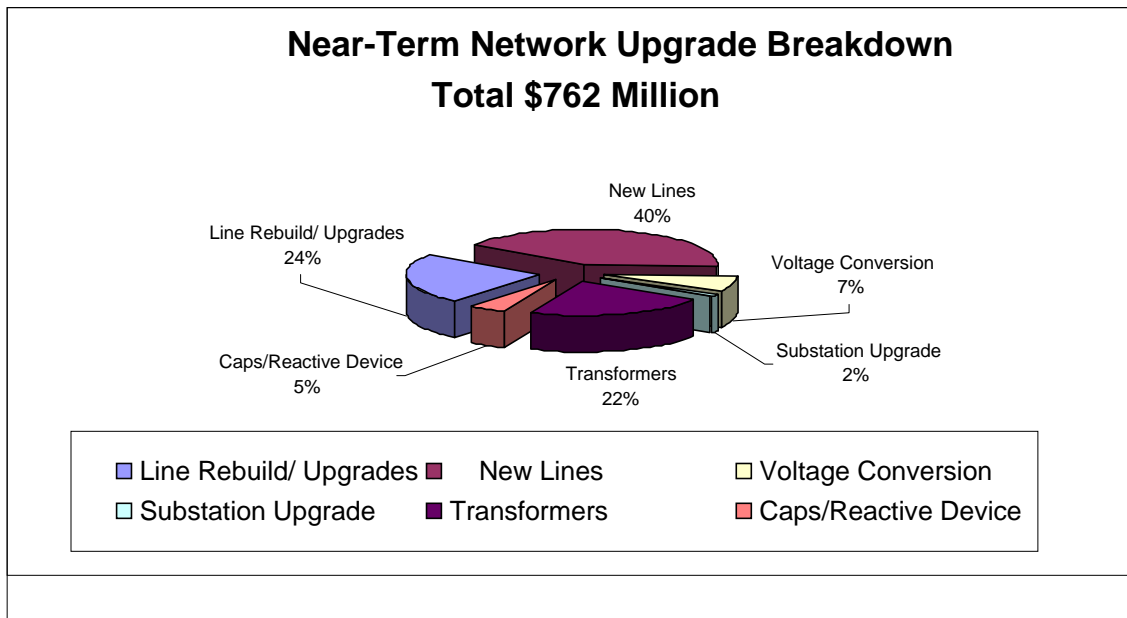 Near-Term Network Upgrade Breakdown
Total $762 Million
New Lines
40%
Line Rebuild/ Upgrades
24%
Voltage Conversion
7%
Substation Upgrade
2%
Caps/Reactive Device
5%
Transformers
22%
Line Rebuild/ Upgrades
New Lines
Voltage Conversion
Substation Upgrade
Transformers
Caps/Reactive Device